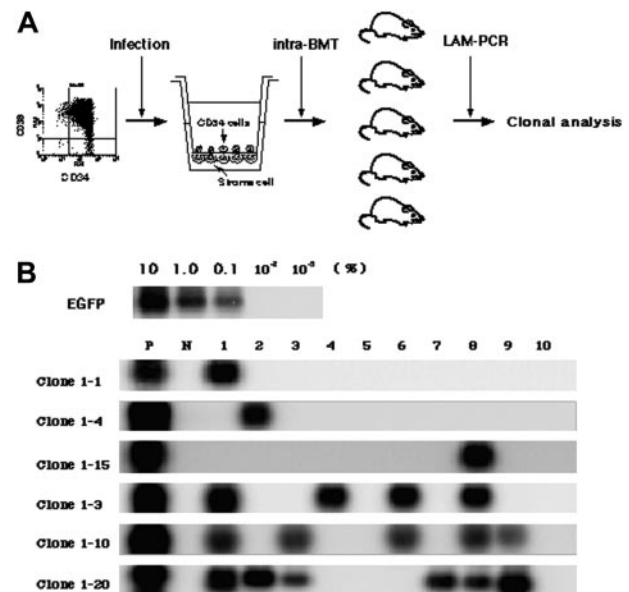 A
Infection
intra-BMT
LAM-PCR
CD34 cells
Clonal analysis
CD38
CD34
Stroma cell
B
10 1.0 0.1 10⁻² 10⁻³ (%)
EGFP
P N 1 2 3 4 5 6 7 8 9 10
Clone 1-1
Clone 1-4
Clone 1-15
Clone 1-3
Clone 1-10
Clone 1-20